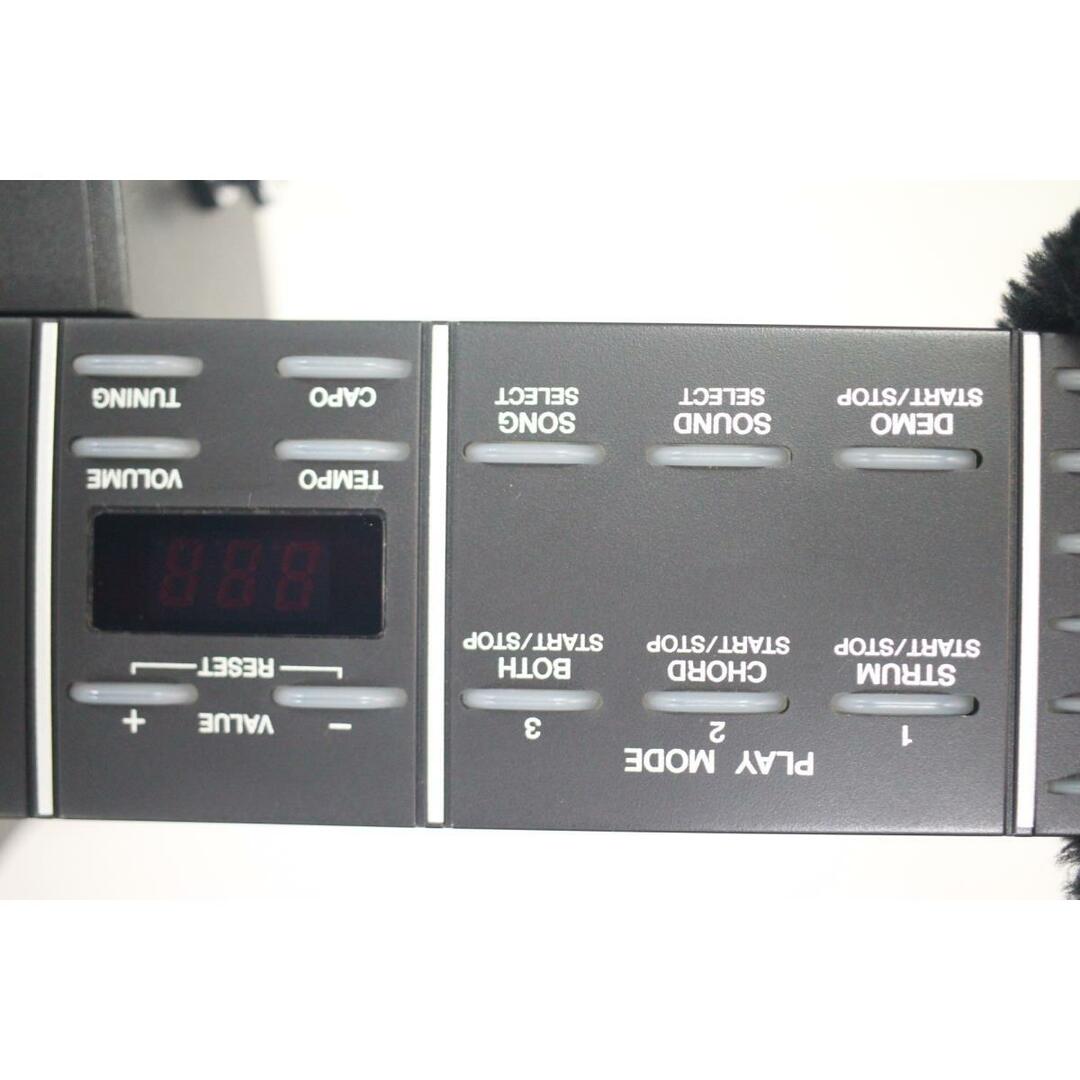 PLAY MODE
1 2 3
STRUM START/STOP
CHORD START/STOP
BOTH START/STOP
DEMO START/STOP
SOUND SELECT
SONG SELECT
− VALUE +
RESET
888
TEMPO VOLUME
CAPO TUNING